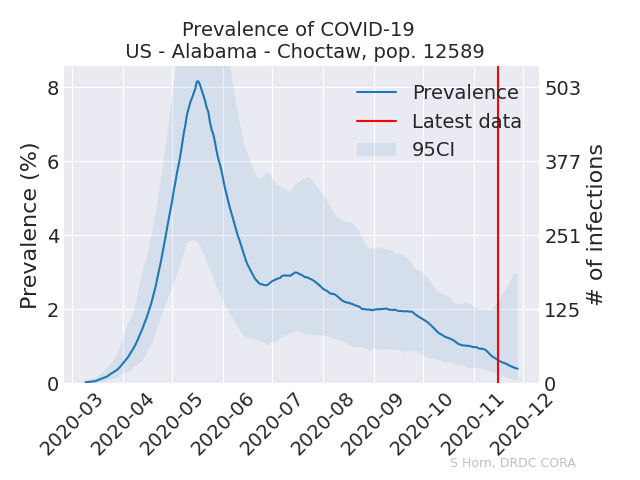 Prevalence of COVID-19
US - Alabama - Choctaw, pop. 12589
Prevalence
Latest data
95CI
Prevalence (%)
8
6
4
2
0
503
377
251
125
0
# of infections
2020-03
2020-04
2020-05
2020-06
2020-07
2020-08
2020-09
2020-10
2020-11
2020-12
S Horn, DRDC CORA